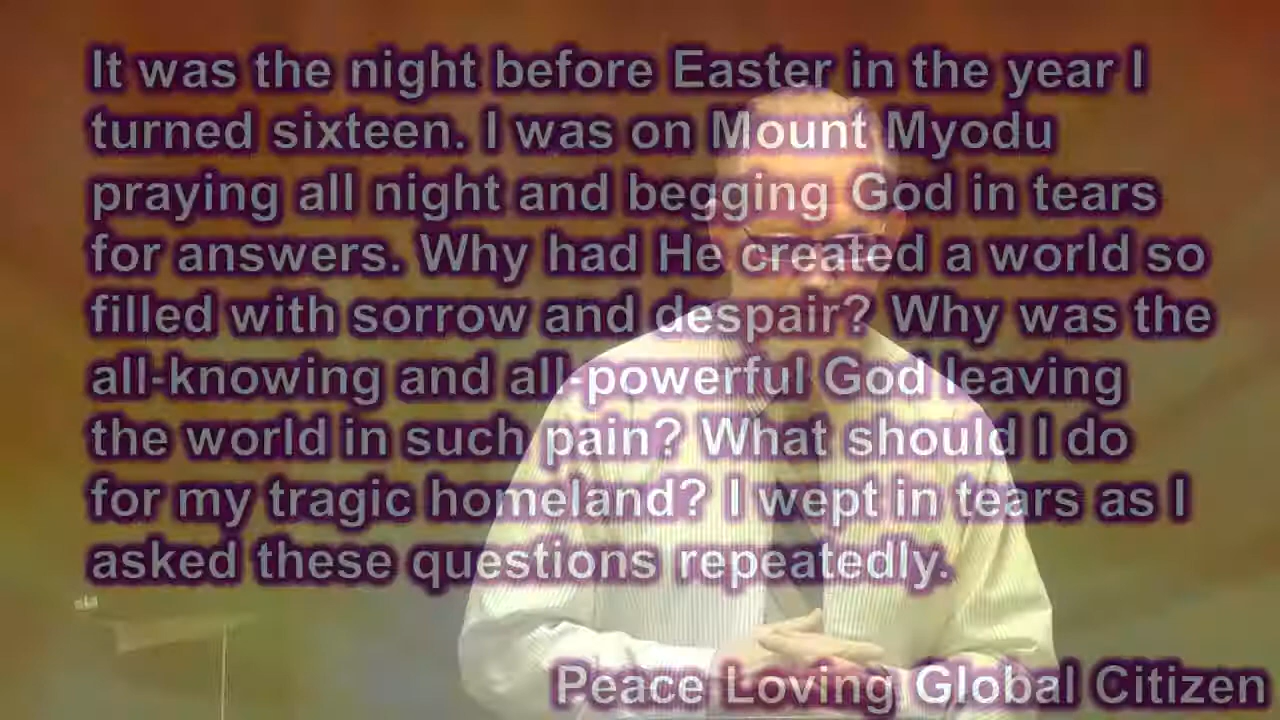 It was the night before Easter in the year I
turned sixteen. I was on Mount Myodu
praying all night and begging God in tears
for answers. Why had He created a world so
filled with sorrow and despair? Why was the
all-knowing and all-powerful God leaving
the world in such pain? What should I do
for my tragic homeland? I wept in tears as I
asked these questions repeatedly.
Peace Loving Global Citizen